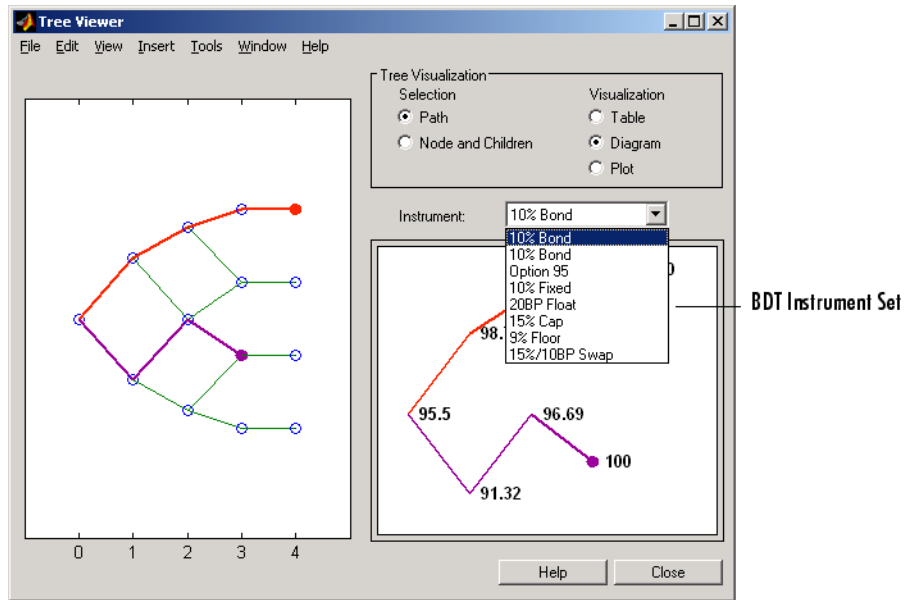 Tree Viewer
File Edit View Insert Tools Window Help
Tree Visualization
Selection Visualization
Path Table
Node and Children Diagram
Plot
Instrument: 10% Bond
10% Bond
10% Bond
Option 95
10% Fixed
20BP Float
15% Cap
9% Floor
15%/10BP Swap
BDT Instrument Set
98.
95.5
96.69
100
91.32
0 1 2 3 4
Help Close